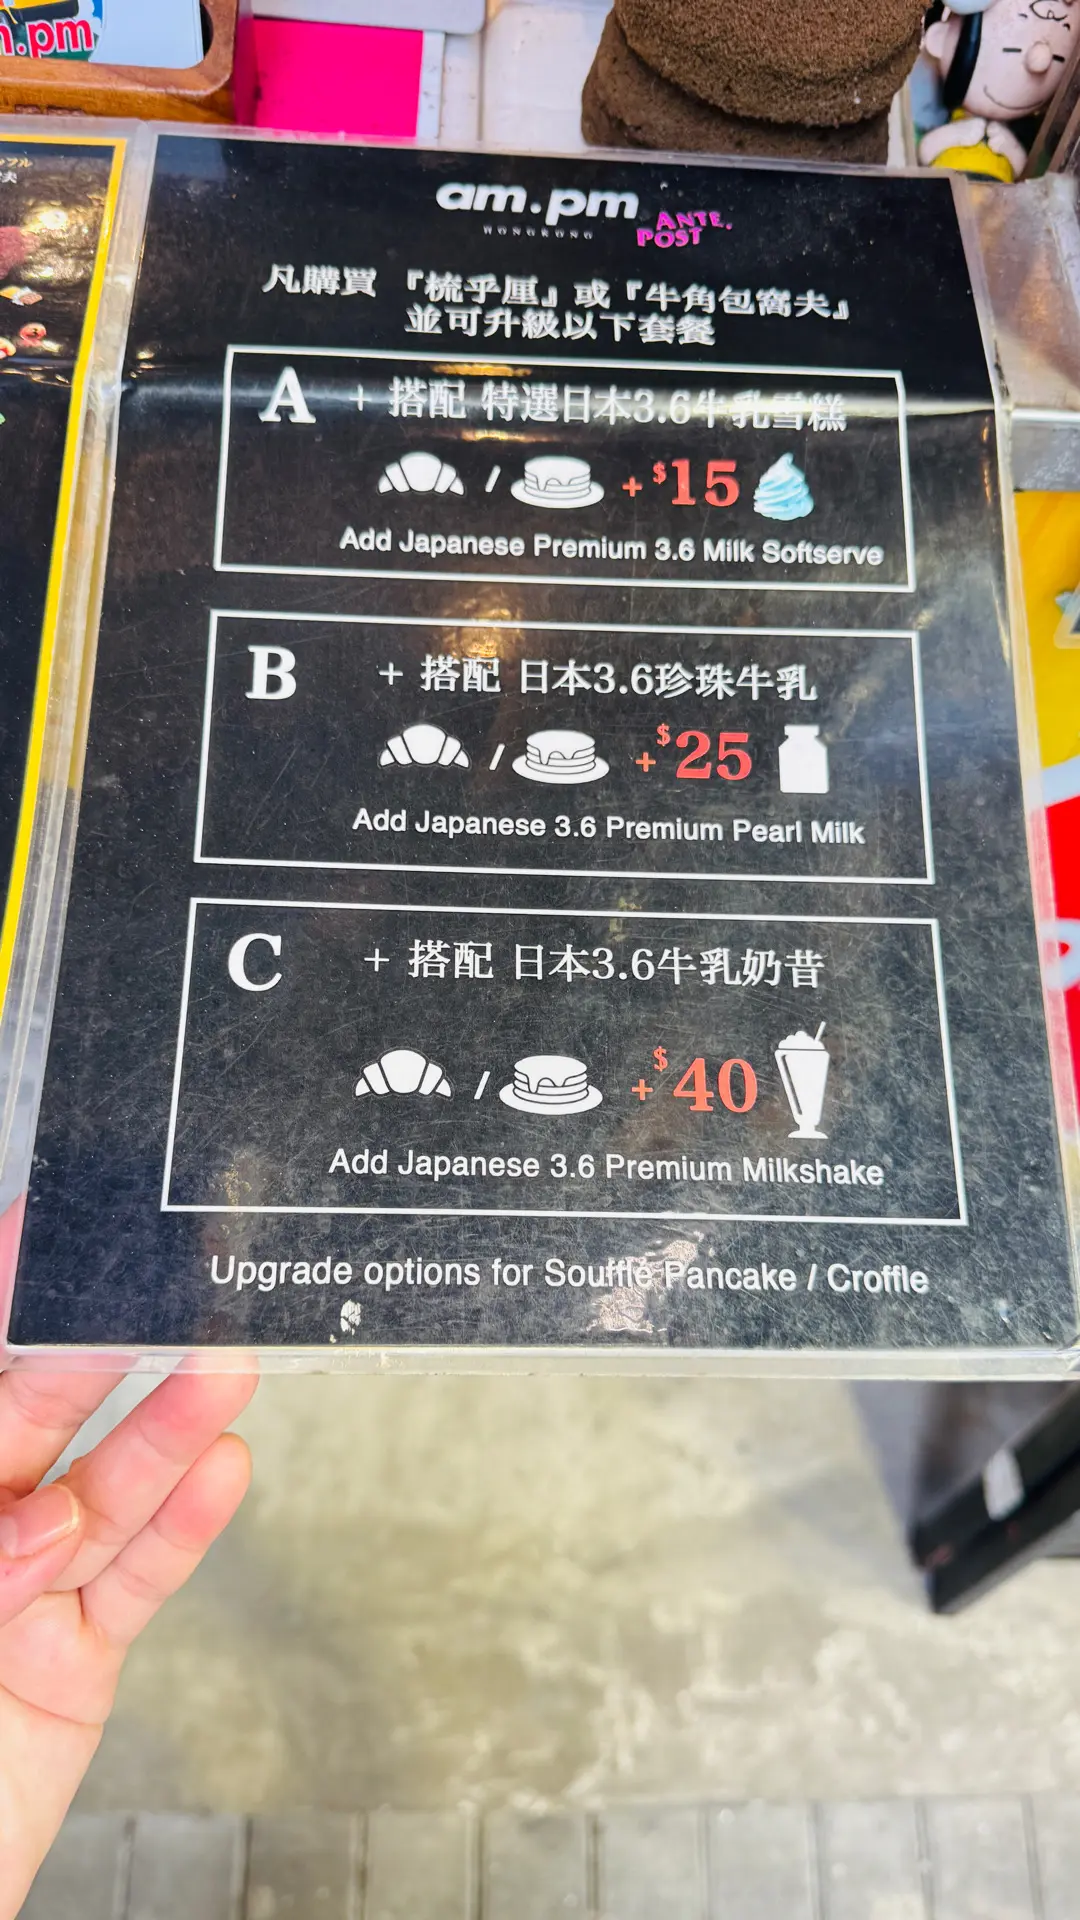 .pm
am.pm
HONGKONG
ANTE.
POST
凡購買 『梳乎厘』或『牛角包窩夫』
並可升級以下套餐
A + 搭配 特選日本3.6牛乳雪糕
/ + $15
Add Japanese Premium 3.6 Milk Softserve
B + 搭配 日本3.6珍珠牛乳
/ + $25
Add Japanese 3.6 Premium Pearl Milk
C + 搭配 日本3.6牛乳奶昔
/ + $40
Add Japanese 3.6 Premium Milkshake
Upgrade options for Soufflé Pancake / Croffle